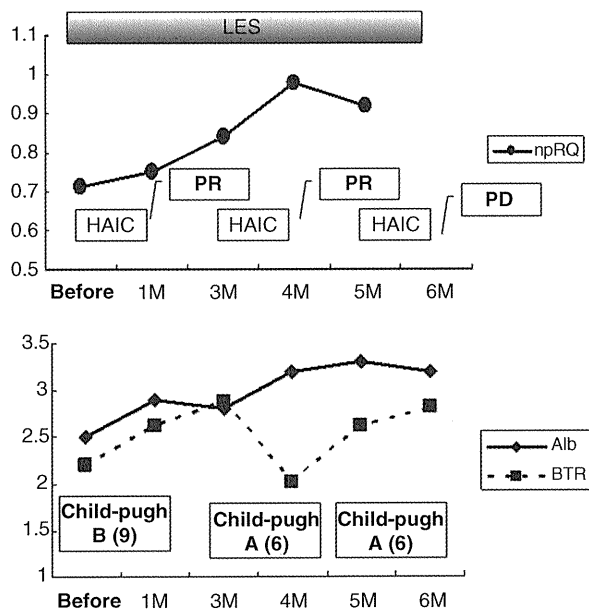 LES
1.1
1
0.9
0.8
0.7
0.6
0.5
npRQ
PR
PR
PD
HAIC
HAIC
HAIC
Before 1M 3M 4M 5M 6M
3.5
3
2.5
2
1.5
1
Alb
BTR
Child-pugh
B (9)
Child-pugh
A (6)
Child-pugh
A (6)
Before 1M 3M 4M 5M 6M